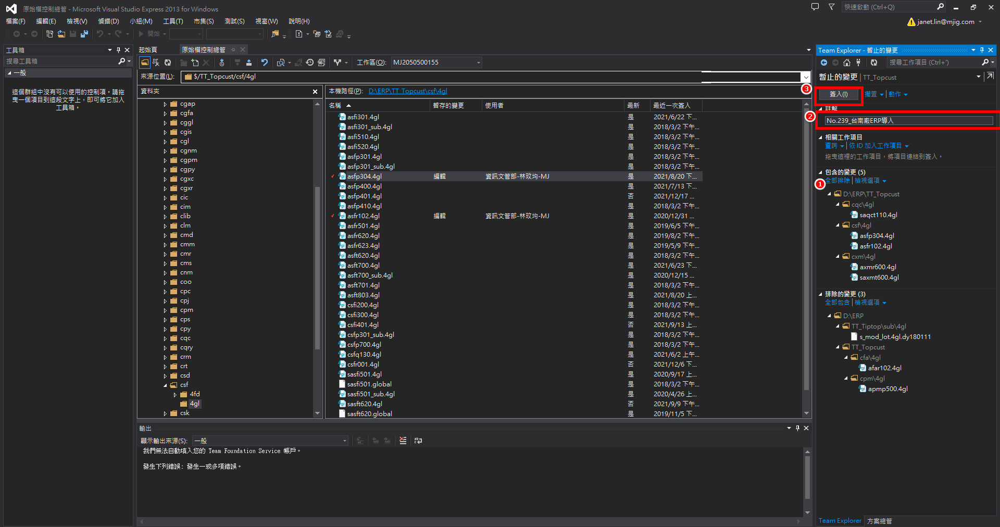 原始檔控制總管 - Microsoft Visual Studio Express 2013 for Windows
快速啟動 (Ctrl+Q)
檔案(F) 編輯(E) 檢視(V) 偵錯(D) 小組(M) 工具(T) 市集(S) 測試(S) 視窗(W) 說明(H)
janet.lin@mjig.com
開始
工具箱
搜尋工具箱
一般
這個群組中沒有可以使用的控制項。請拖
曳一個項目到這段文字上，即可將它加入
工具箱。
起始頁 原始檔控制總管
工作區(O): MJ2050500155
來源位置(L): $/TT_Topcust/csf/4gl
資料夾
cgap
cgfa
cggl
cgis
cgl
cgnm
cgpm
cgpy
cgxc
cgxr
cic
cim
clib
clm
cmd
cmm
cmr
cms
cnm
coo
cpc
cpj
cpm
cps
cpy
cqc
cqry
crm
crt
csd
csf
4fd
4gl
csk
本機路徑(P): D:\ERP\TT_Topcust\csf\4gl
名稱 暫存的變更 使用者 最新 最近一次簽入
asfi301.4gl 是 2021/6/22 下...
asfi301_sub.4gl 是 2018/3/2 下午...
asfi510.4gl 是 2018/3/2 下午...
asfi520.4gl 是 2018/3/2 下午...
asfp301.4gl 是 2018/3/2 下午...
asfp301_sub.4gl 是 2018/3/2 下午...
asfp304.4gl 編輯 資訊文管部-林玟均-MJ 是 2021/8/20 下...
asfp400.4gl 是 2021/7/13 下...
asfp401.4gl 否 2021/12/17 ...
asfp410.4gl 是 2018/3/2 下午...
asfr102.4gl 編輯 資訊文管部-林玟均-MJ 是 2020/12/31 ...
asfr501.4gl 是 2019/6/5 下午...
asfr620.4gl 是 2019/8/2 下午...
asfr623.4gl 是 2019/5/9 下午...
asft620.4gl 是 2018/3/2 下午...
asft700.4gl 是 2021/6/23 下...
asft700_sub.4gl 是 2020/12/15 ...
asft701.4gl 是 2018/3/2 下午...
asft803.4gl 是 2021/8/20 上...
csfi200.4gl 是 2018/3/2 下午...
csfi300.4gl 是 2018/3/2 下午...
csfi401.4gl 否 2021/9/13 上...
csfp301_sub.4gl 是 2018/3/2 下午...
csfp700.4gl 是 2018/3/2 下午...
csfq130.4gl 是 2021/6/2 上午...
csfr001.4gl 否 2021/12/6 下...
sasfi501.4gl 是 2020/9/17 上...
sasfi501.global 是 2018/3/2 下午...
sasfi501_sub.4gl 是 2020/4/26 上...
sasft620.4gl 否 2021/9/9 下午...
sasft620.global 是 2019/11/5 下...
輸出
顯示輸出來源(S): 一般
我們無法自動填入您的 Team Foundation Service 帳戶。
發生下列錯誤: 發生一或多項錯誤。
Team Explorer - 暫止的變更
搜尋工作項目 (Ctrl+')
暫止的變更 | TT_Topcust
3
簽入(I) 擱置 動作
註解
2
No.239_台南廠ERP導入
相關工作項目
查詢 依 ID 加入工作項目
拖曳這裡的工作項目，將項目連結到簽入。
包含的變更 (5)
1
全部排除 檢視選項
D:\ERP\TT_Topcust
cqc\4gl
saqct110.4gl
csf\4gl
asfp304.4gl
asfr102.4gl
cxm\4gl
axmr600.4gl
saxmt600.4gl
排除的變更 (3)
全部包含 檢視選項
D:\ERP
TT_Tiptop\sub\4gl
s_mod_lot.4gl.dy180111
TT_Topcust
cfa\4gl
afar102.4gl
cpm\4gl
apmp500.4gl
Team Explorer 方案總管